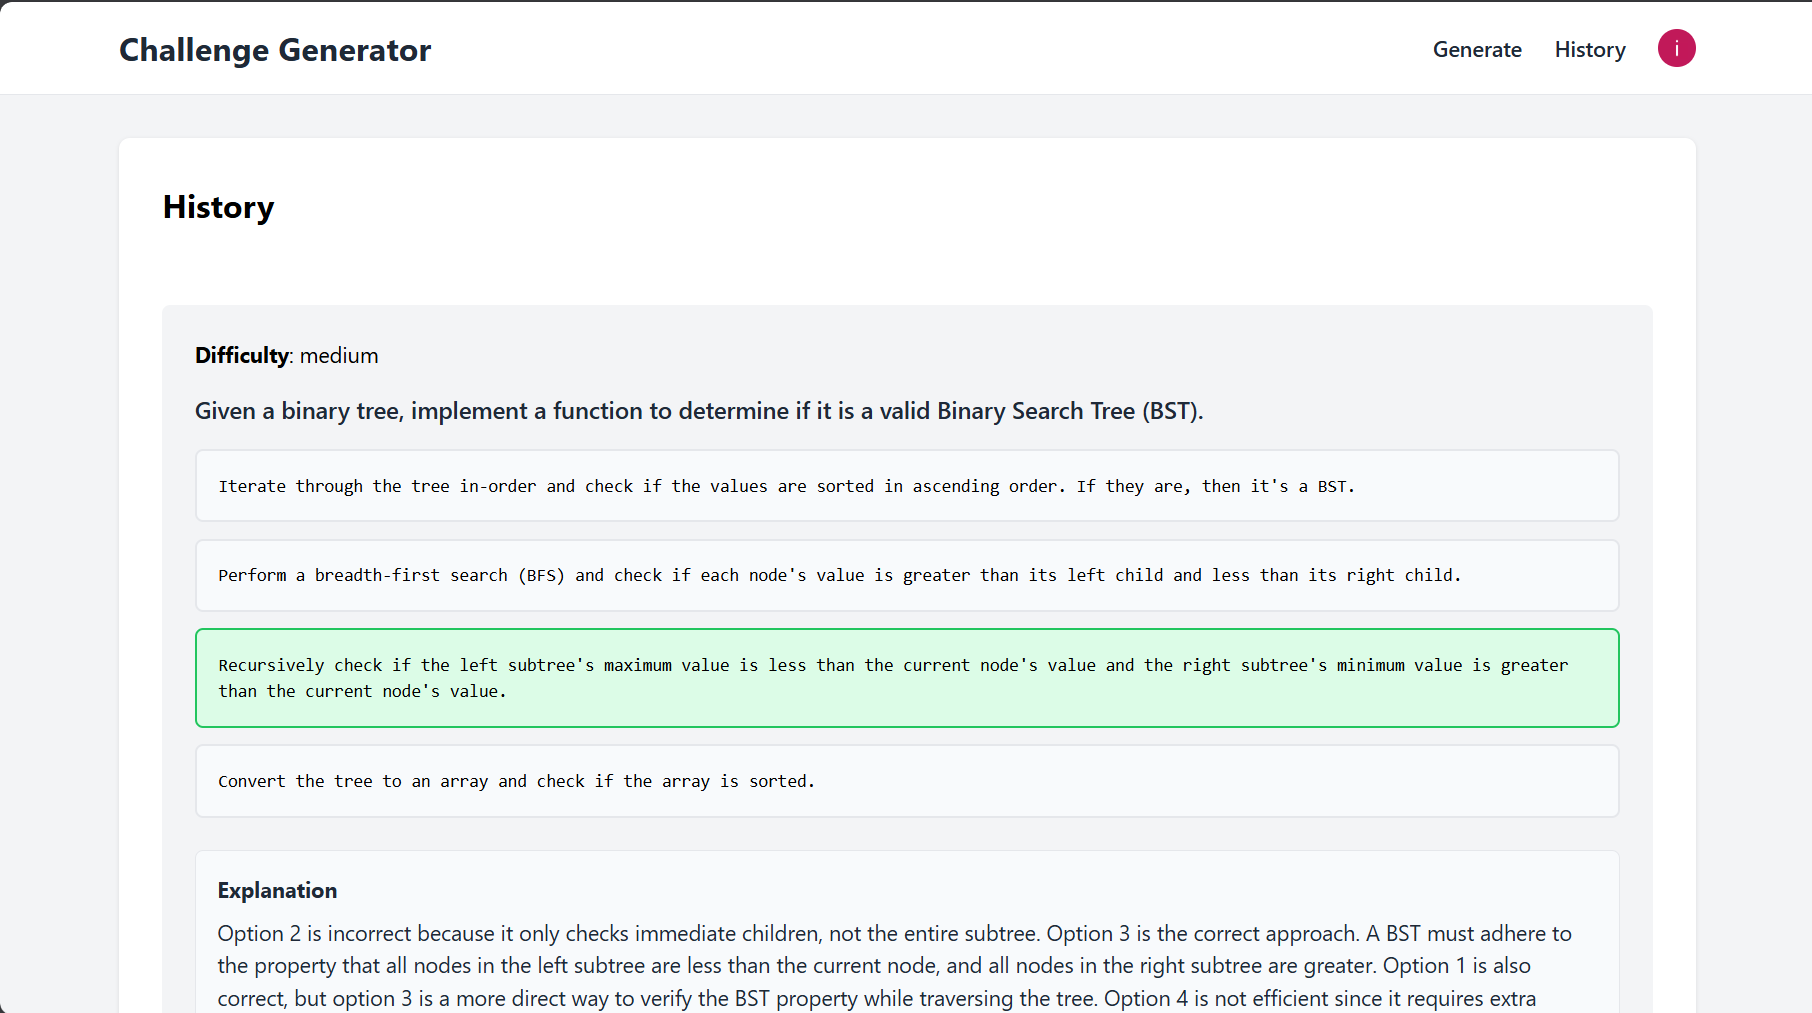 Challenge Generator
Generate
History
i
History
Difficulty: medium
Given a binary tree, implement a function to determine if it is a valid Binary Search Tree (BST).
Iterate through the tree in-order and check if the values are sorted in ascending order. If they are, then it's a BST.
Perform a breadth-first search (BFS) and check if each node's value is greater than its left child and less than its right child.
Recursively check if the left subtree's maximum value is less than the current node's value and the right subtree's minimum value is greater
than the current node's value.
Convert the tree to an array and check if the array is sorted.
Explanation
Option 2 is incorrect because it only checks immediate children, not the entire subtree. Option 3 is the correct approach. A BST must adhere to
the property that all nodes in the left subtree are less than the current node, and all nodes in the right subtree are greater. Option 1 is also
correct, but option 3 is a more direct way to verify the BST property while traversing the tree. Option 4 is not efficient since it requires extra